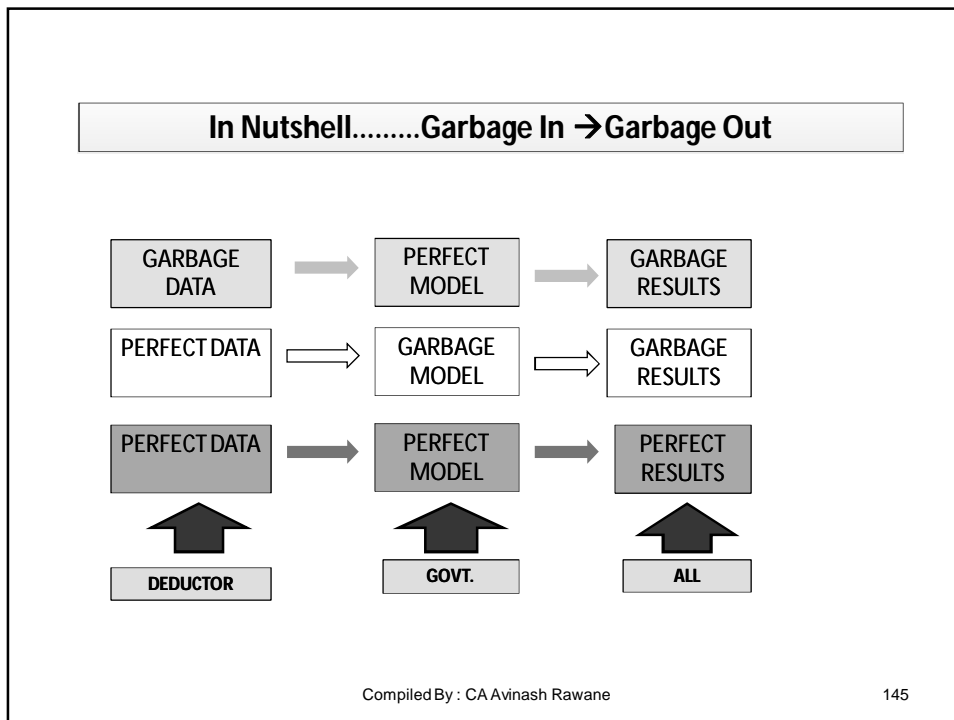 In Nutshell.........Garbage In →Garbage Out
GARBAGE
DATA
PERFECT
MODEL
GARBAGE
RESULTS
PERFECT DATA
GARBAGE
MODEL
GARBAGE
RESULTS
PERFECT DATA
PERFECT
MODEL
PERFECT
RESULTS
DEDUCTOR
GOVT.
ALL
Compiled By : CA Avinash Rawane
145